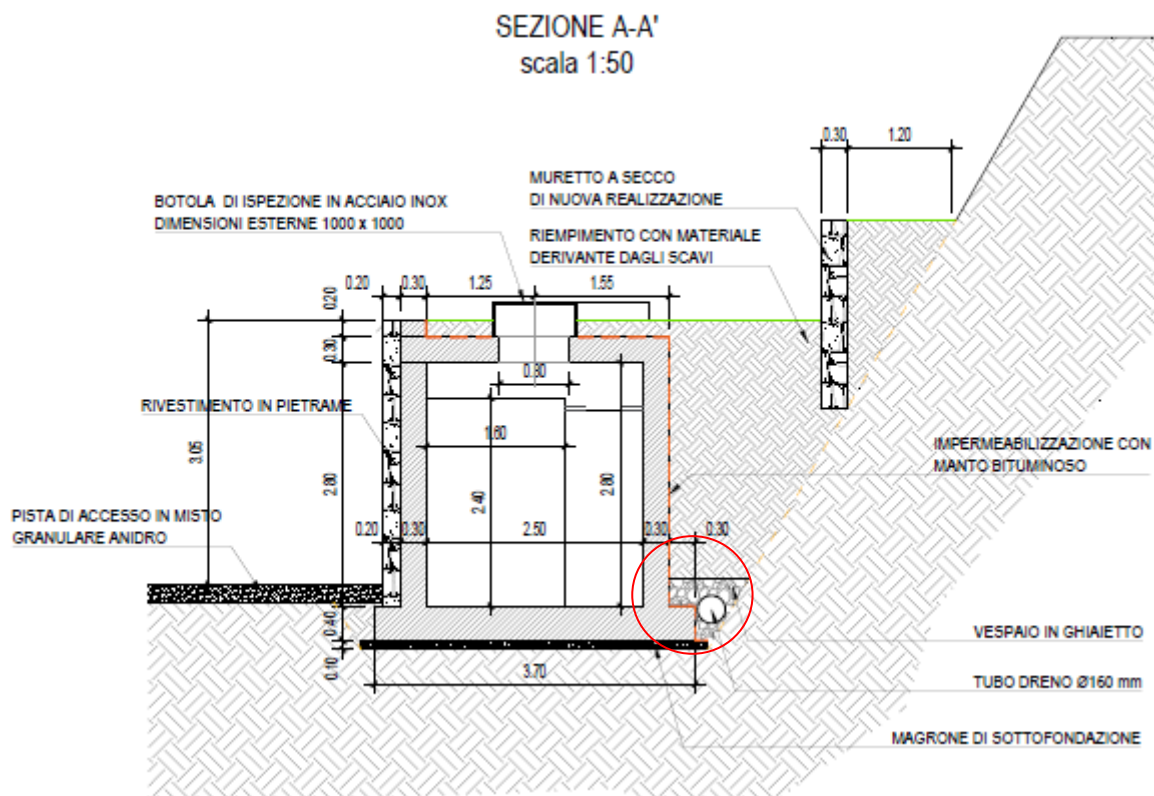 SEZIONE A-A'
scala 1:50
0.30
1.20
MURETTO A SECCO
DI NUOVA REALIZZAZIONE
BOTOLA DI ISPEZIONE IN ACCIAIO INOX
DIMENSIONI ESTERNE 1000 x 1000
RIEMPIMENTO CON MATERIALE
DERIVANTE DAGLI SCAVI
0.20
0.30
1.25
1.55
0.20
0.30
0.80
RIVESTIMENTO IN PIETRAME
1.60
IMPERMEABILIZZAZIONE CON
MANTO BITUMINOSO
3.05
2.80
2.40
2.80
PISTA DI ACCESSO IN MISTO
GRANULARE ANIDRO
0.20
0.30
2.50
0.30
0.30
0.40
VESPAIO IN GHIAIETTO
0.10
3.70
TUBO DRENO Ø160 mm
MAGRONE DI SOTTOFONDAZIONE